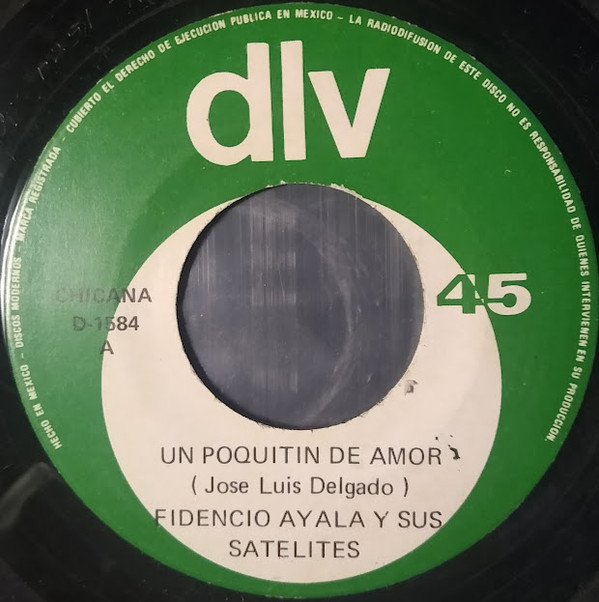 HECHO EN MEXICO - DISCOS MODERNOS - MARCA REGISTRADA - CUBIERTO EL DERECHO DE EJECUCION PUBLICA EN MEXICO - LA RADIODIFUSION DE ESTE DISCO NO ES RESPONSABILIDAD DE QUIENES INTERVIENEN EN SU PRODUCCION.
dlv
45
CHICANA
D-1584
A
UN POQUITIN DE AMOR
( Jose Luis Delgado )
FIDENCIO AYALA Y SUS
SATELITES